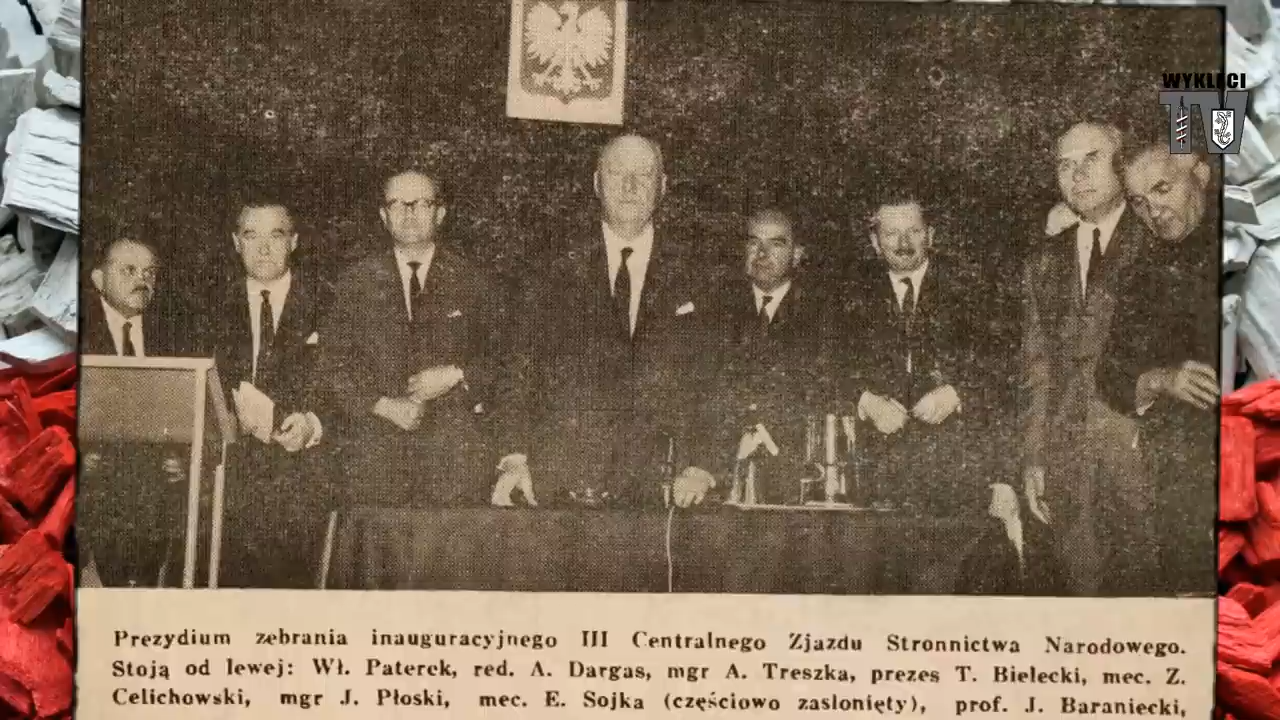 WYKLĘCI
TV
Prezydium zebrania inauguracyjnego III Centralnego Zjazdu Stronnictwa Narodowego.
Stoją od lewej: Wł. Paterek, red. A. Dargas, mgr A. Treszka, prezes T. Bielecki, mec. Z.
Celichowski, mgr J. Płoski, mec. E. Sojka (częściowo zasłonięty), prof. J. Baraniecki,